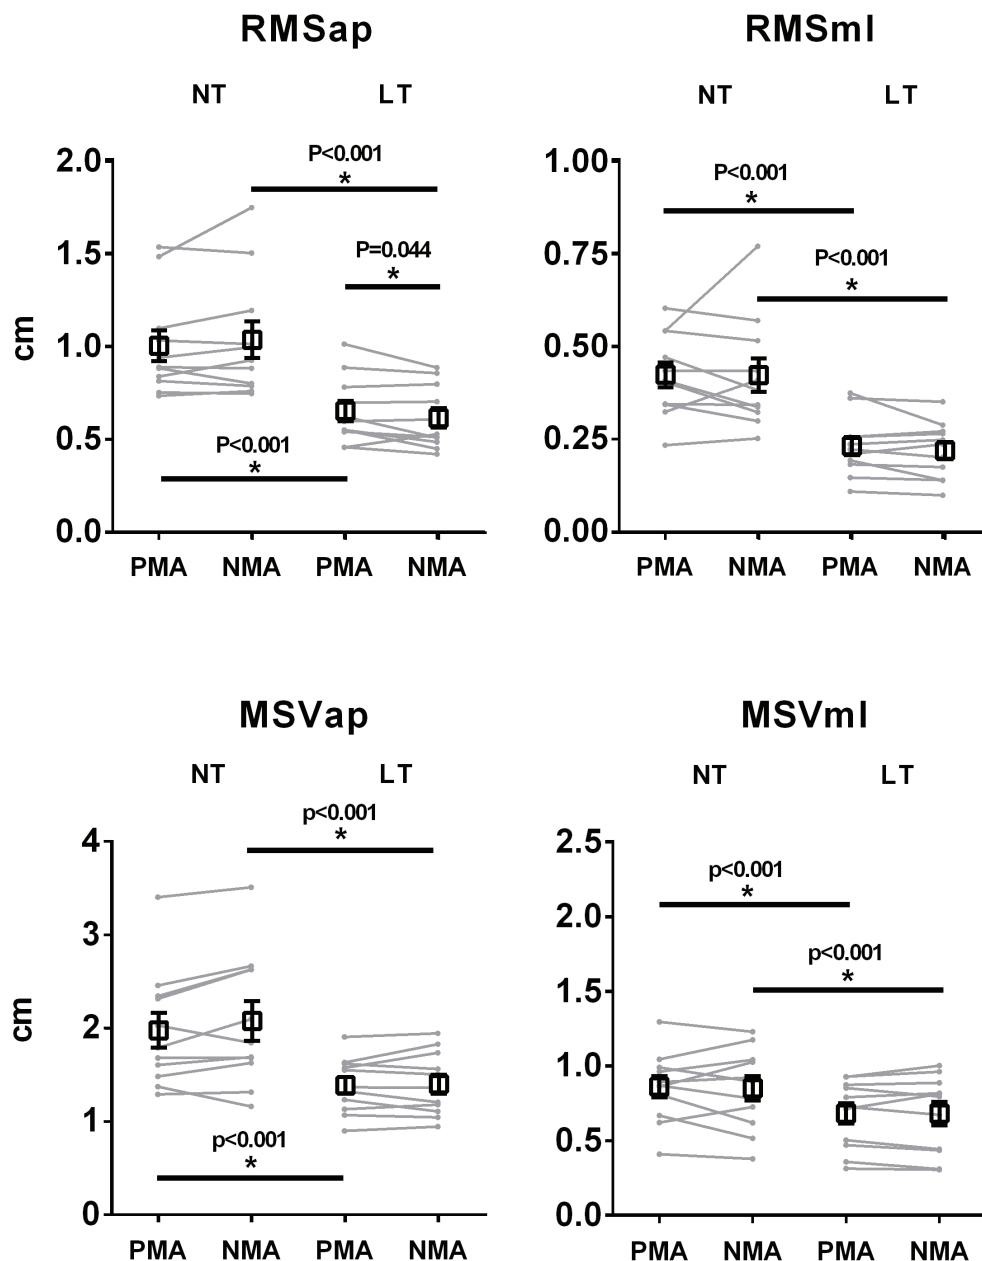 RMSap
NT LT
P<0.001
*
2.0
1.5
1.0
0.5
0.0
cm
P=0.044
*
P<0.001
*
PMA NMA PMA NMA
RMSml
NT LT
P<0.001
*
P<0.001
*
1.00
0.75
0.50
0.25
0.00
PMA NMA PMA NMA
MSVap
NT LT
p<0.001
*
4
3
2
1
0
cm
p<0.001
*
PMA NMA PMA NMA
MSVml
NT LT
p<0.001
*
p<0.001
*
2.5
2.0
1.5
1.0
0.5
0.0
PMA NMA PMA NMA